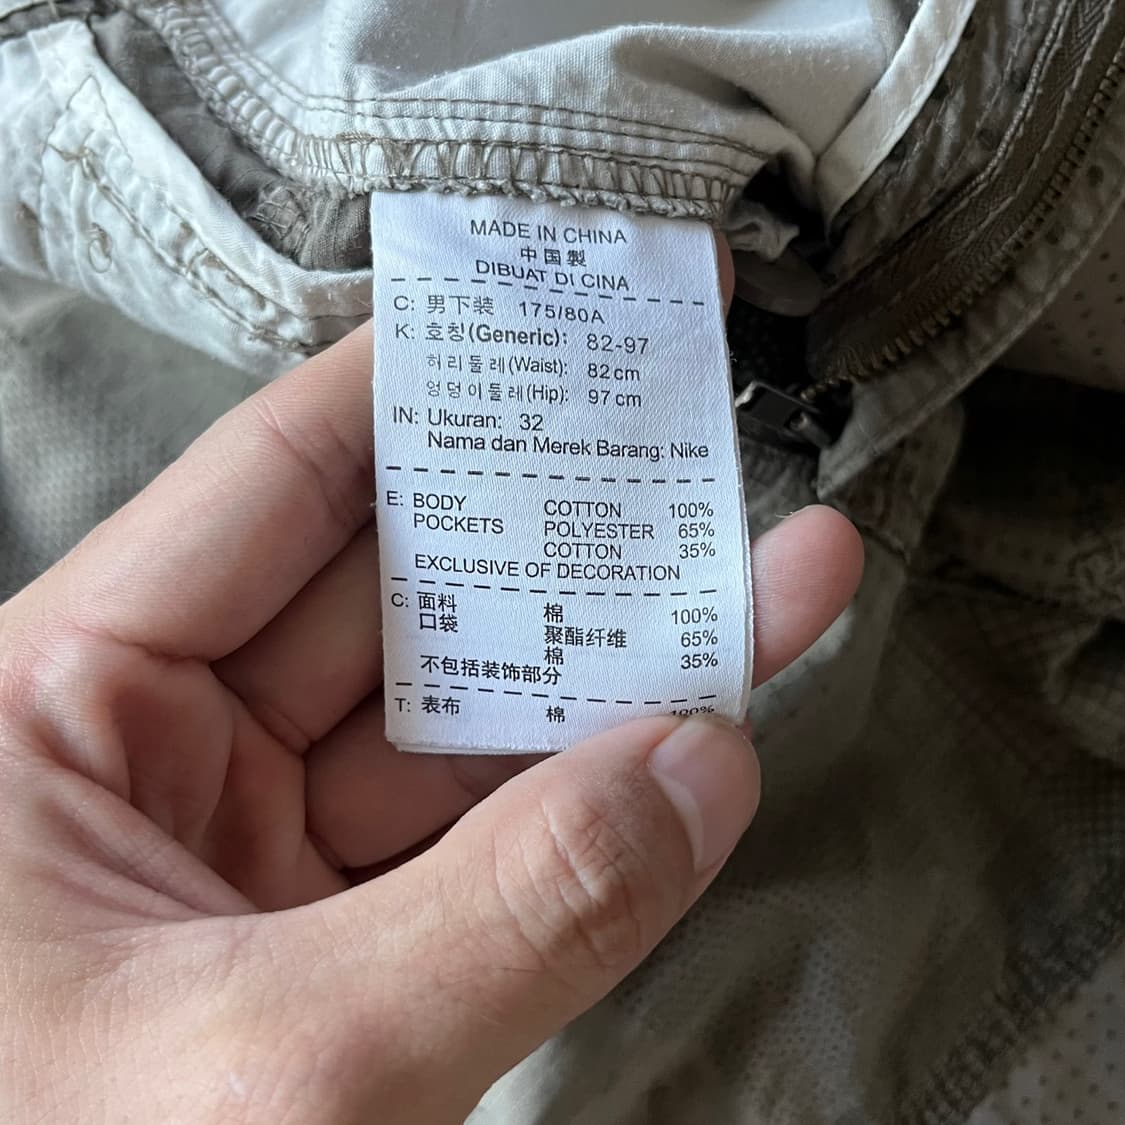 MADE IN CHINA
中国製
DIBUAT DI CINA
C: 男下装 175/80A
K: 호칭(Generic): 82-97
허리둘레(Waist): 82cm
엉덩이둘레(Hip): 97 cm
IN: Ukuran: 32
Nama dan Merek Barang: Nike
E: BODY COTTON 100%
POCKETS POLYESTER 65%
COTTON 35%
EXCLUSIVE OF DECORATION
C: 面料 棉 100%
口袋 聚酯纤维 65%
棉 35%
不包括装饰部分
T: 表布 棉 100%